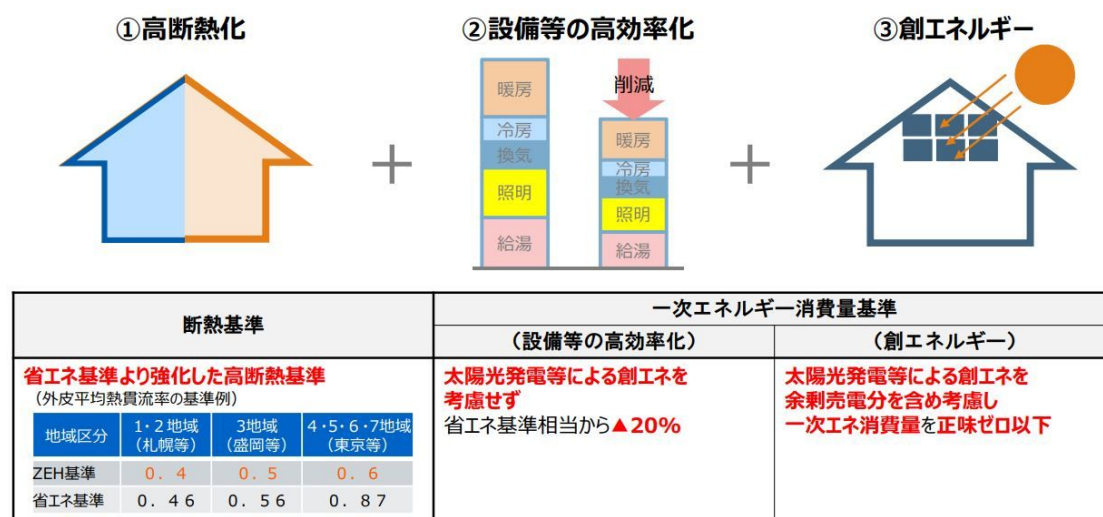 ①高断熱化
②設備等の高効率化
③創エネルギー
暖房
冷房
換気
照明
給湯
削減
暖房
冷房
換気
照明
給湯
+
+
断熱基準
一次エネルギー消費量基準
（設備等の高効率化）
（創エネルギー）
省エネ基準より強化した高断熱基準
（外皮平均熱貫流率の基準例）
地域区分
1・2地域
（札幌等）
3地域
（盛岡等）
4・5・6・7地域
（東京等）
ZEH基準
0.4
0.5
0.6
省エネ基準
0.46
0.56
0.87
太陽光発電等による創エネを
考慮せず
省エネ基準相当から▲20%
太陽光発電等による創エネを
余剰売電分を含め考慮し
一次エネ消費量を正味ゼロ以下